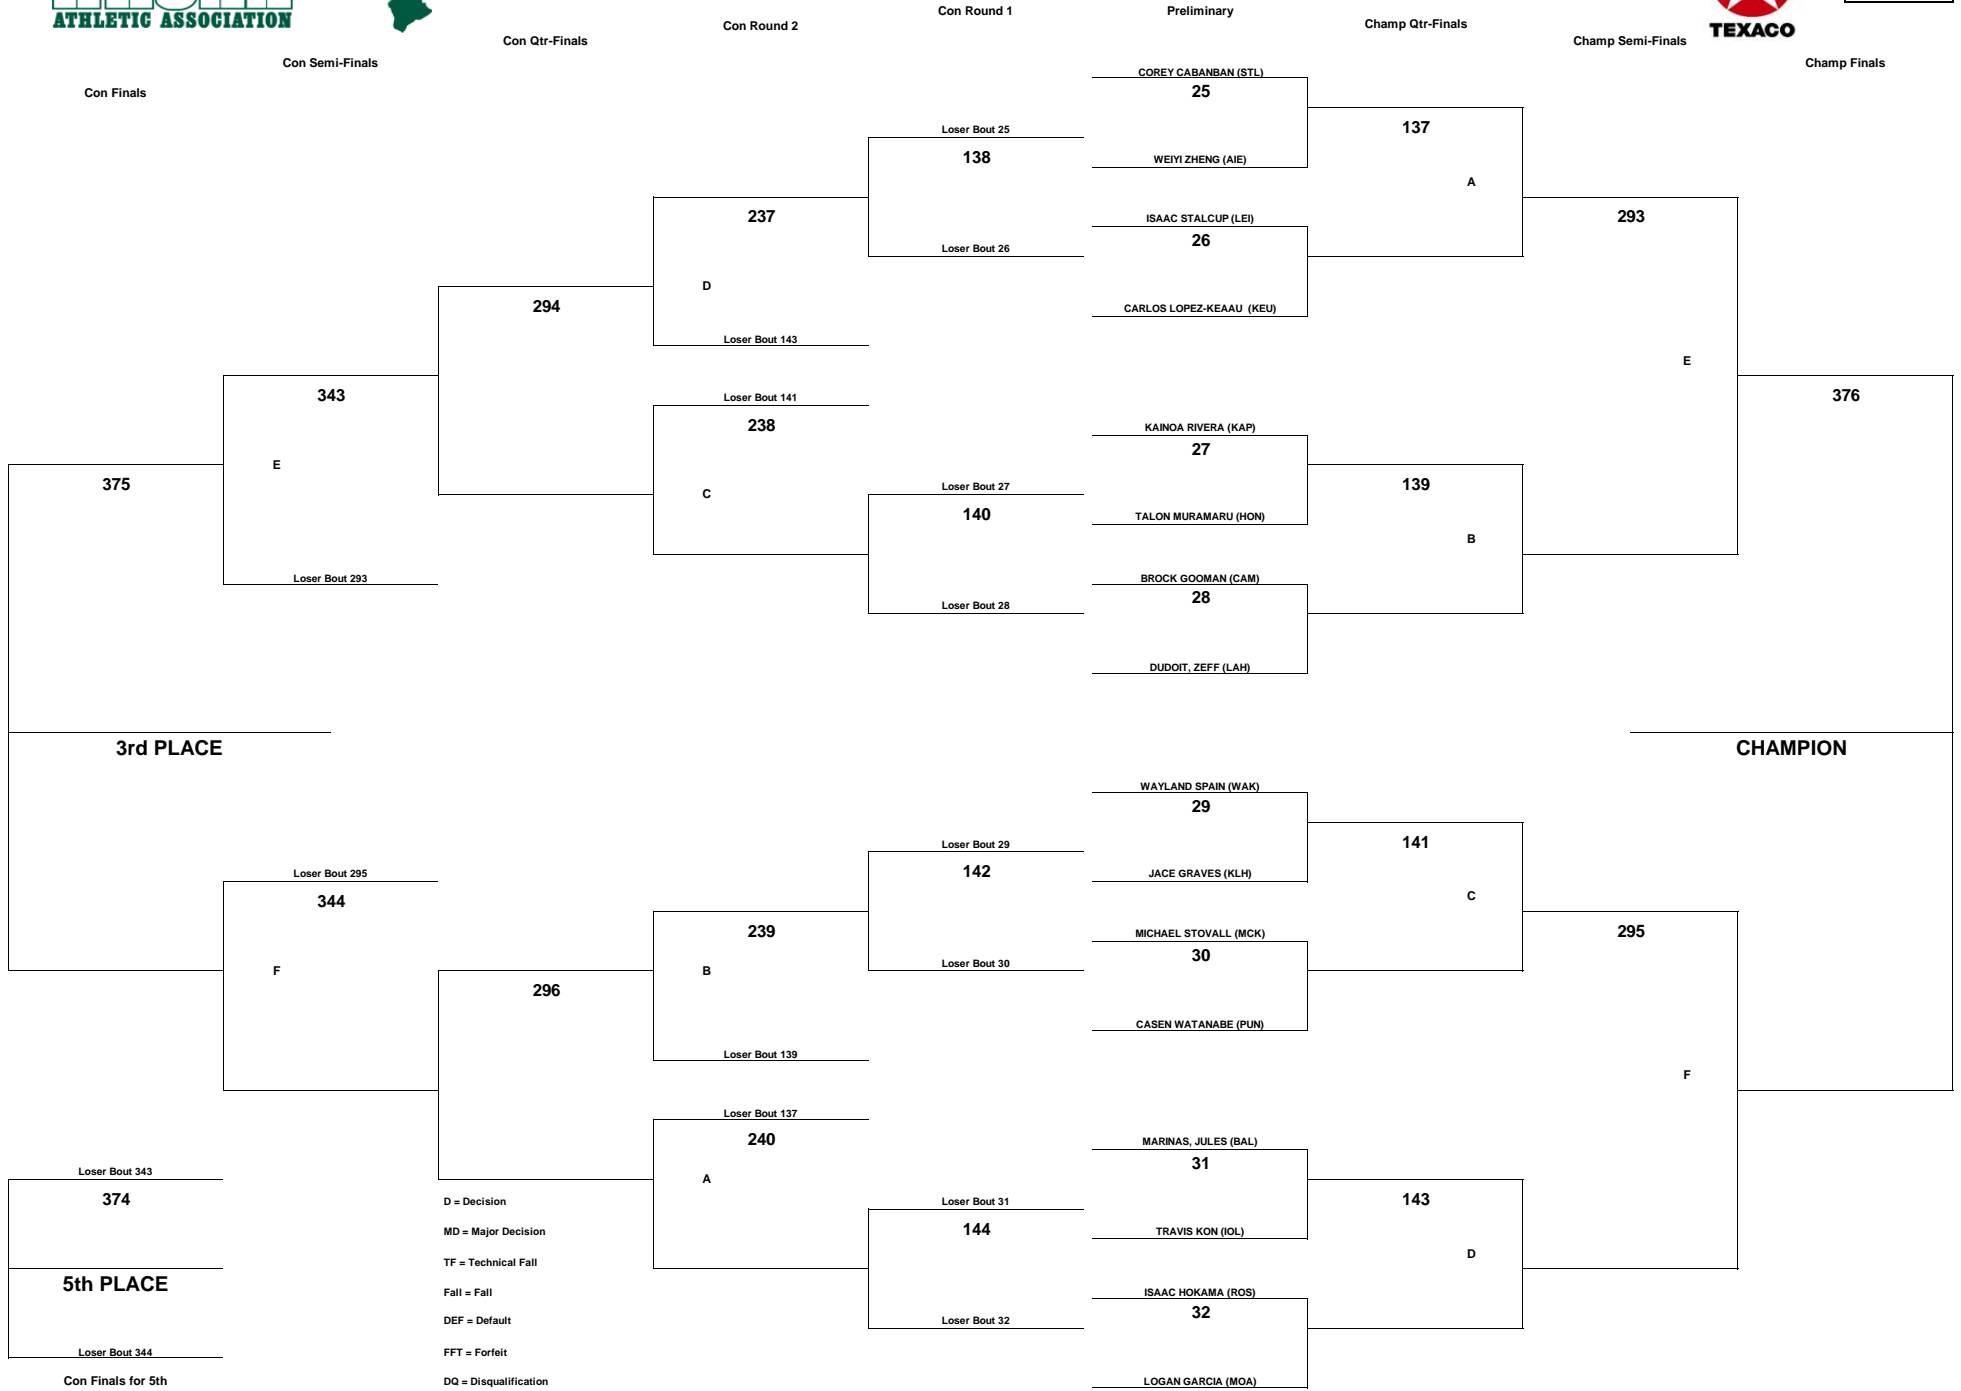 ATHLETIC ASSOCIATION
TEXACO
Con Finals
Con Semi-Finals
Con Qtr-Finals
Con Round 2
Con Round 1
Preliminary
Champ Qtr-Finals
Champ Semi-Finals
Champ Finals
COREY CABANBAN (STL)
25
WEIYI ZHENG (AIE)
ISAAC STALCUP (LEI)
26
CARLOS LOPEZ-KEAAU (KEU)
KAINOA RIVERA (KAP)
27
TALON MURAMARU (HON)
BROCK GOOMAN (CAM)
28
DUDOIT, ZEFF (LAH)
WAYLAND SPAIN (WAK)
29
JACE GRAVES (KLH)
MICHAEL STOVALL (MCK)
30
CASEN WATANABE (PUN)
MARINAS, JULES (BAL)
31
TRAVIS KON (IOL)
ISAAC HOKAMA (ROS)
32
LOGAN GARCIA (MOA)
137
A
139
B
141
C
143
D
293
E
295
F
376
CHAMPION
Loser Bout 25
138
Loser Bout 26
Loser Bout 27
140
Loser Bout 28
Loser Bout 29
142
Loser Bout 30
Loser Bout 31
144
Loser Bout 32
237
D
Loser Bout 143
Loser Bout 141
238
C
239
B
Loser Bout 139
Loser Bout 137
240
A
294
296
343
E
Loser Bout 293
Loser Bout 295
344
F
375
3rd PLACE
Loser Bout 343
374
5th PLACE
Loser Bout 344
Con Finals for 5th
D = Decision
MD = Major Decision
TF = Technical Fall
Fall = Fall
DEF = Default
FFT = Forfeit
DQ = Disqualification